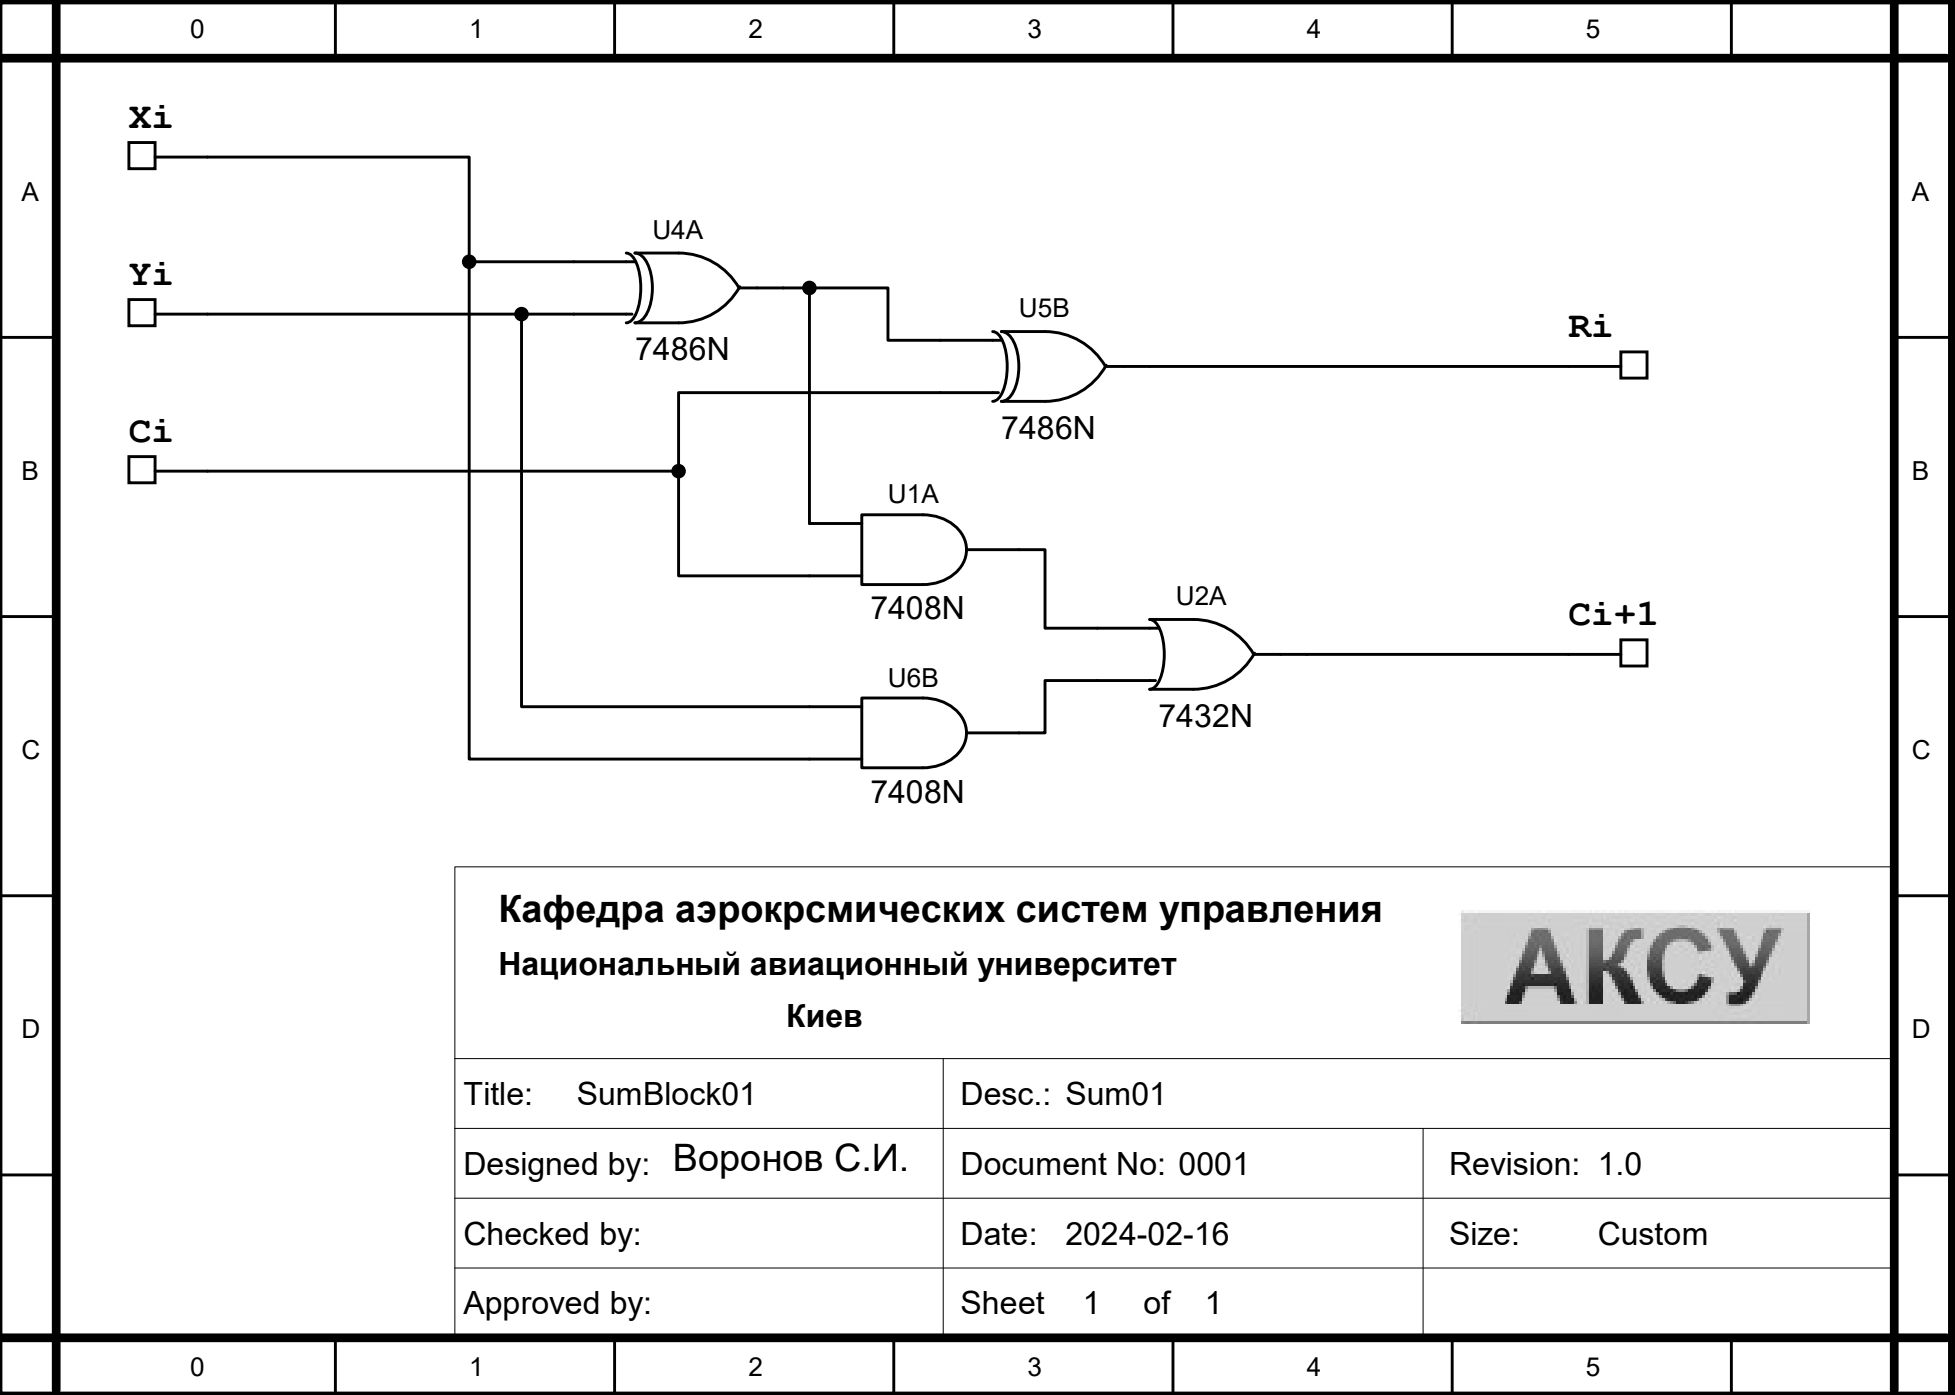 0 1 2 3 4 5
Xi
A A
U4A
Yi
U5B
7486N
Ri
7486N
Ci
B B
U1A
7408N
U2A
Ci+1
U6B
7432N
C C
7408N
Кафедра аэрокрсмических систем управления
Национальный авиационный университет
АКСУ
Киев
D D
Title: SumBlock01 Desc.: Sum01
Designed by: Воронов С.И. Document No: 0001 Revision: 1.0
Checked by: Date: 2024-02-16 Size: Custom
Approved by: Sheet 1 of 1
0 1 2 3 4 5